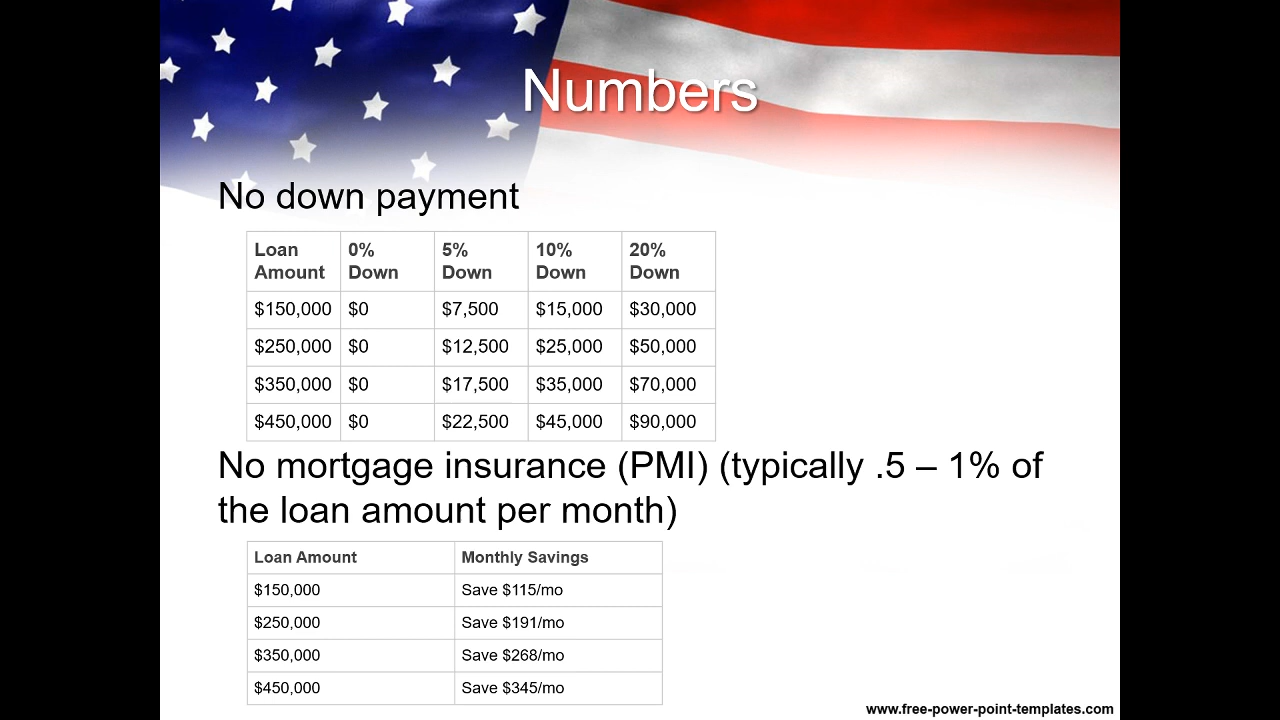 Numbers
No down payment
Loan Amount 0% Down 5% Down 10% Down 20% Down
$150,000 $0 $7,500 $15,000 $30,000
$250,000 $0 $12,500 $25,000 $50,000
$350,000 $0 $17,500 $35,000 $70,000
$450,000 $0 $22,500 $45,000 $90,000
No mortgage insurance (PMI) (typically .5 – 1% of
the loan amount per month)
Loan Amount Monthly Savings
$150,000 Save $115/mo
$250,000 Save $191/mo
$350,000 Save $268/mo
$450,000 Save $345/mo
www.free-power-point-templates.com